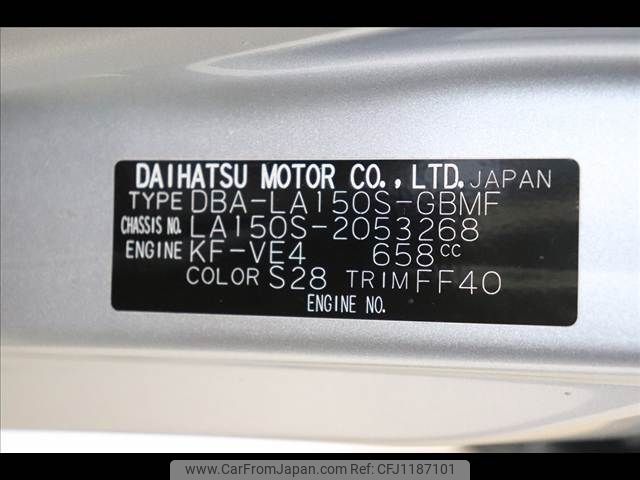 DAIHATSU MOTOR CO., LTD. JAPAN
TYPE DBA-LA150S-GBMF
CHASSIS NO. LA150S-2053268
ENGINE KF-VE4 658cc
COLOR S28 TRIM FF40
ENGINE NO.
www.CarFromJapan.com CFJ1187101